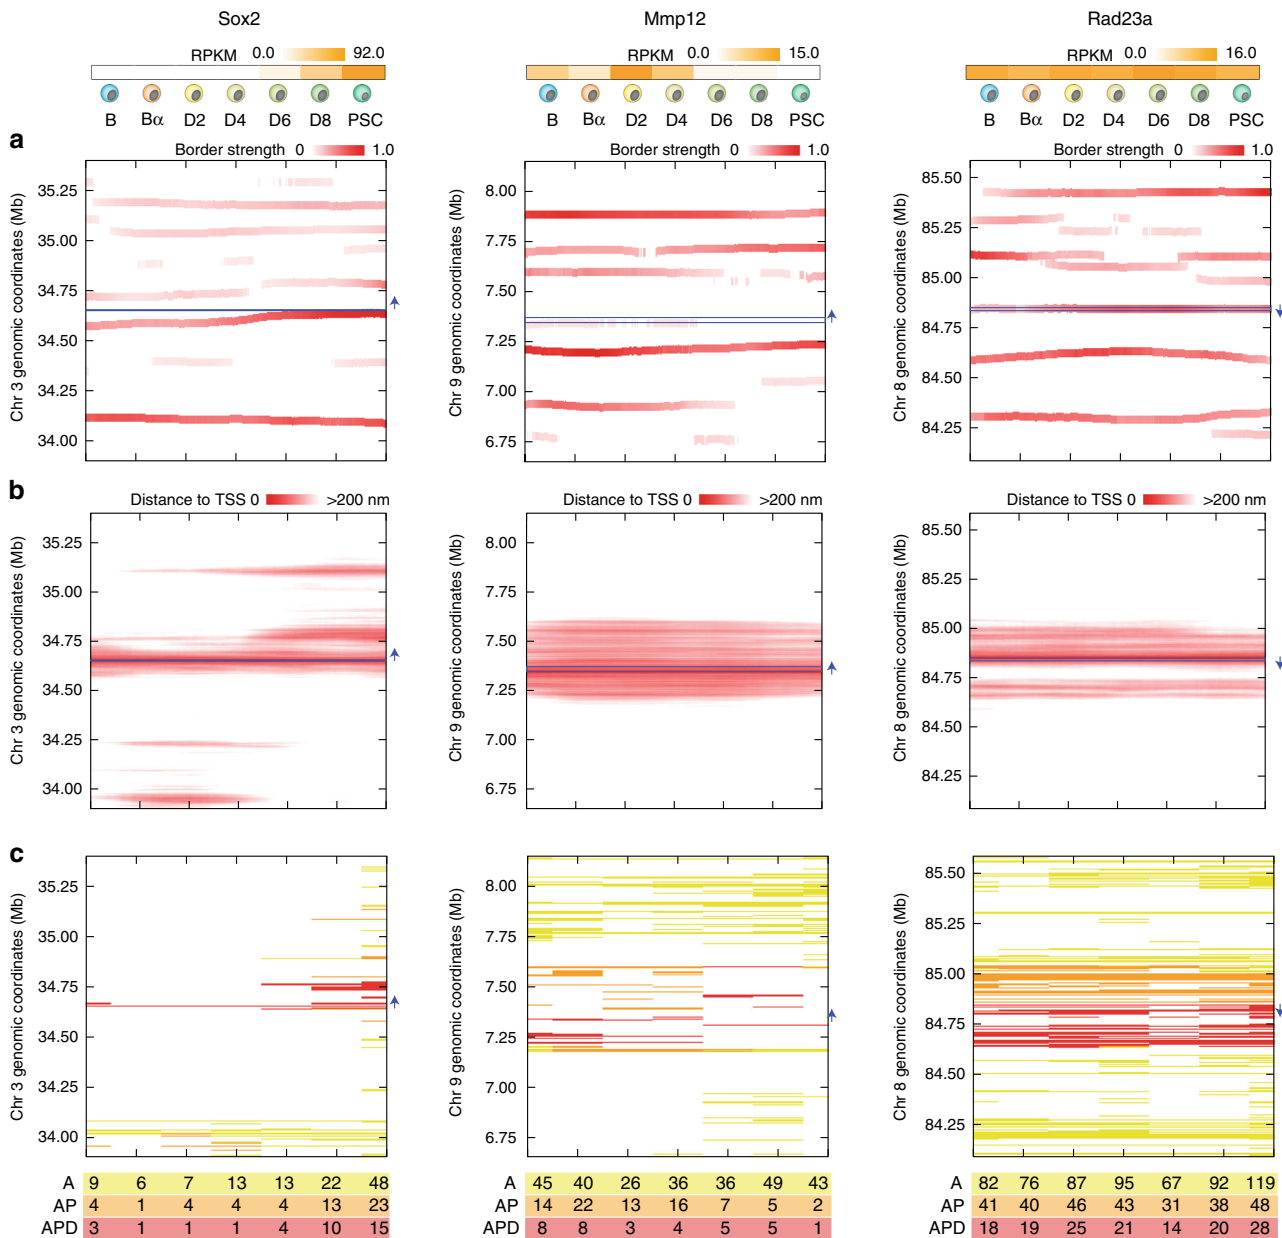 Sox2 Mmp12 Rad23a
RPKM 0.0 92.0 RPKM 0.0 15.0 RPKM 0.0 16.0
B Bα D2 D4 D6 D8 PSC B Bα D2 D4 D6 D8 PSC B Bα D2 D4 D6 D8 PSC
a
Border strength 0 1.0 Border strength 0 1.0 Border strength 0 1.0
Chr 3 genomic coordinates (Mb)
35.25
35.00
34.75
34.50
34.25
34.00
Chr 9 genomic coordinates (Mb)
8.00
7.75
7.50
7.25
7.00
6.75
Chr 8 genomic coordinates (Mb)
85.50
85.25
85.00
84.75
84.50
84.25
b
Distance to TSS 0 >200 nm Distance to TSS 0 >200 nm Distance to TSS 0 >200 nm
Chr 3 genomic coordinates (Mb)
35.25
35.00
34.75
34.50
34.25
34.00
Chr 9 genomic coordinates (Mb)
8.00
7.75
7.50
7.25
7.00
6.75
Chr 8 genomic coordinates (Mb)
85.50
85.25
85.00
84.75
84.50
84.25
c
Chr 3 genomic coordinates (Mb)
35.25
35.00
34.75
34.50
34.25
34.00
Chr 9 genomic coordinates (Mb)
8.00
7.75
7.50
7.25
7.00
6.75
Chr 8 genomic coordinates (Mb)
85.50
85.25
85.00
84.75
84.50
84.25
A 9 6 7 13 13 22 48 A 45 40 26 36 36 49 43 A 82 76 87 95 67 92 119
AP 4 1 4 4 4 13 23 AP 14 22 13 16 7 5 2 AP 41 40 46 43 31 38 48
APD 3 1 1 1 4 10 15 APD 8 8 3 4 5 5 1 APD 18 19 25 21 14 20 28